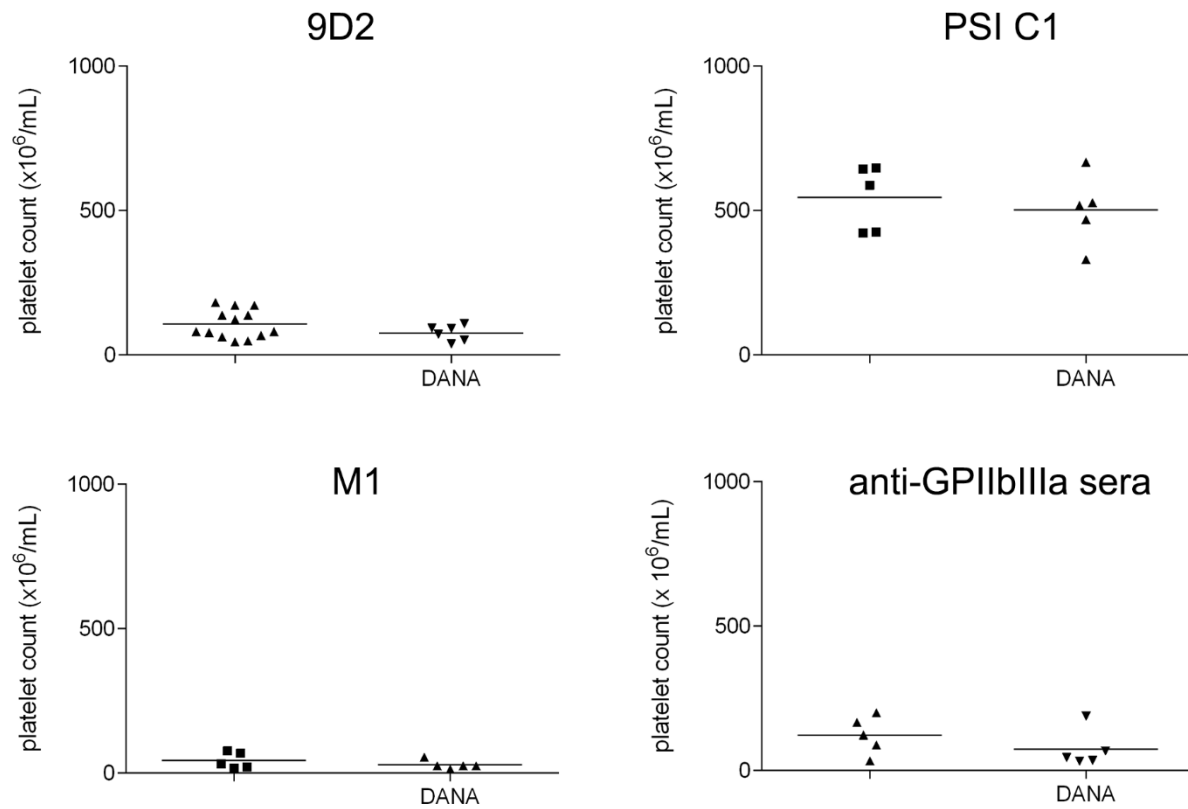 9D2
platelet count (x10⁶/mL)
1000
500
0
DANA
PSI C1
platelet count (x10⁶/mL)
1000
500
0
DANA
M1
platelet count (x10⁶/mL)
1000
500
0
DANA
anti-GPIIbIIIa sera
platelet count (x 10⁶/mL)
1000
500
0
DANA